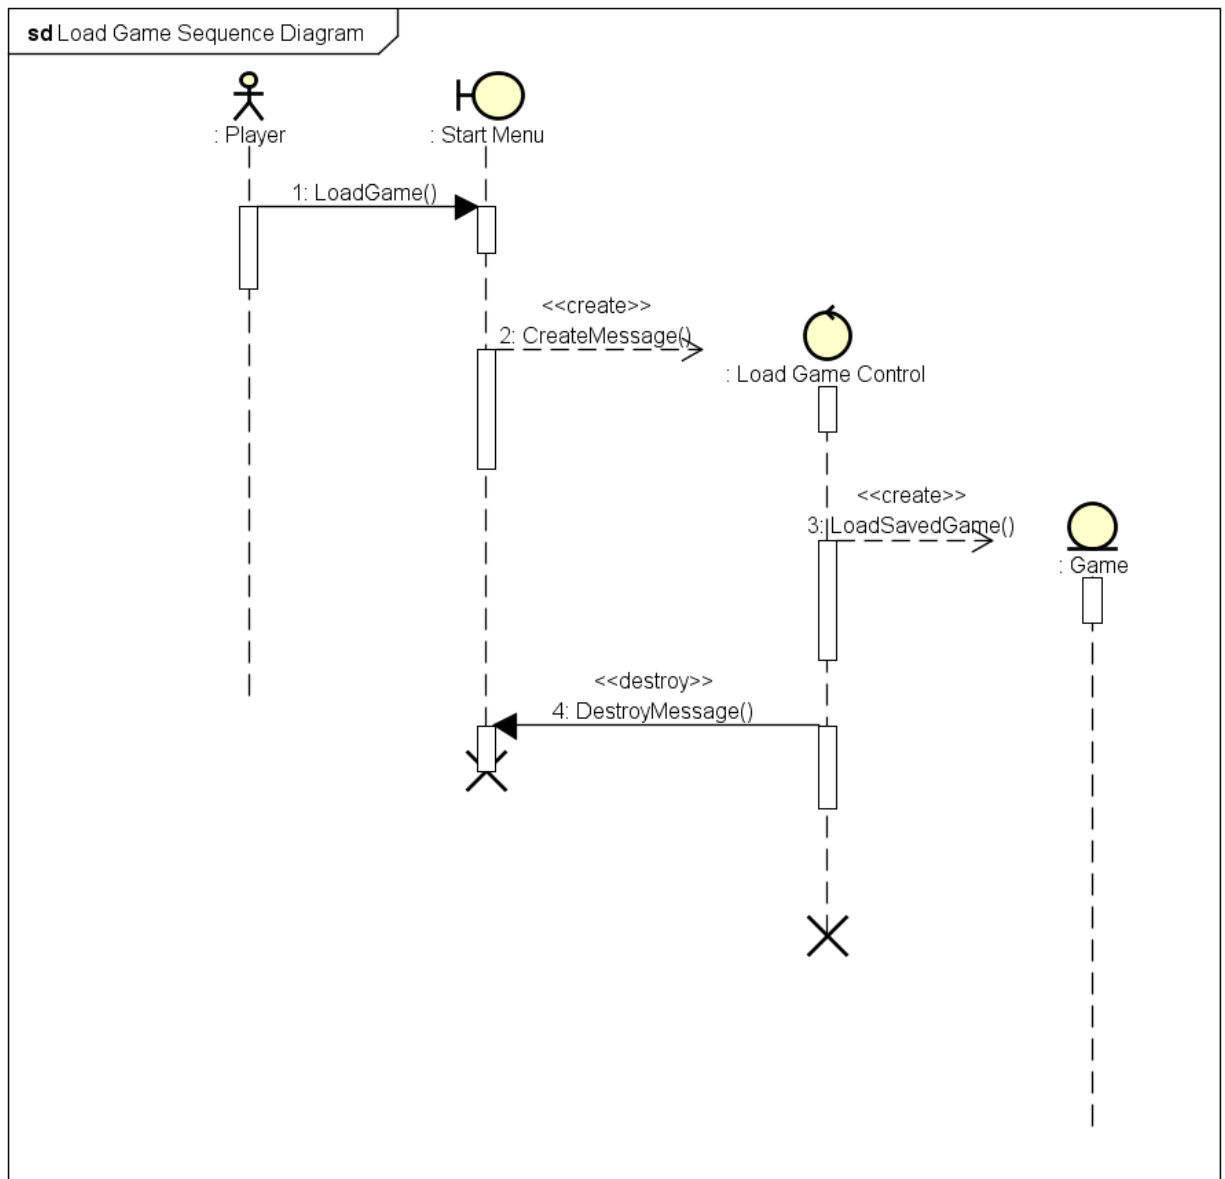 sd Load Game Sequence Diagram
: Player
: Start Menu
1: LoadGame()
<<create>>
2: CreateMessage()
: Load Game Control
<<create>>
3: LoadSavedGame()
: Game
<<destroy>>
4: DestroyMessage()